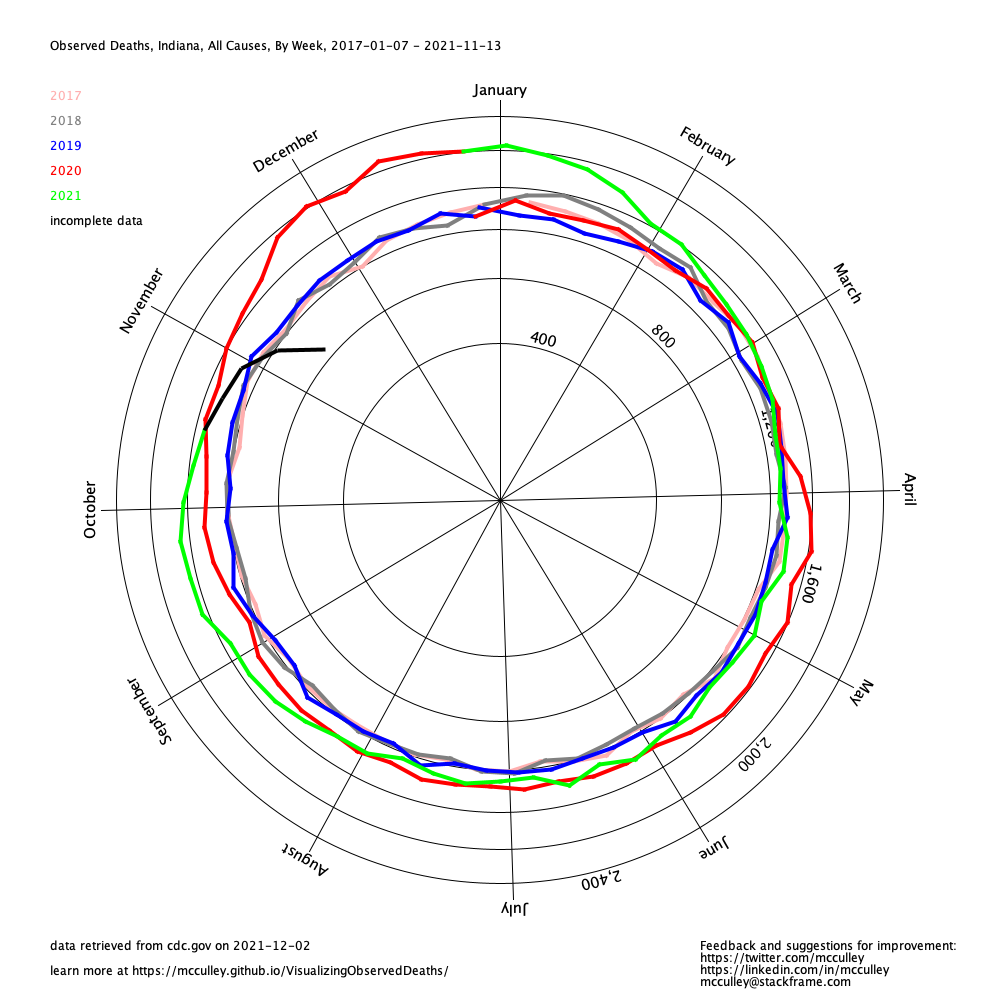 Observed Deaths, Indiana, All Causes, By Week, 2017-01-07 - 2021-11-13
January
2017
2018
2019
2020
2021
incomplete data
December
February
November
March
400
800
1,200
October
April
1,600
September
May
2,000
August
June
2,400
July
data retrieved from cdc.gov on 2021-12-02
learn more at https://mcculley.github.io/VisualizingObservedDeaths/
Feedback and suggestions for improvement:
https://twitter.com/mcculley
https://linkedin.com/in/mcculley
mcculley@stackframe.com